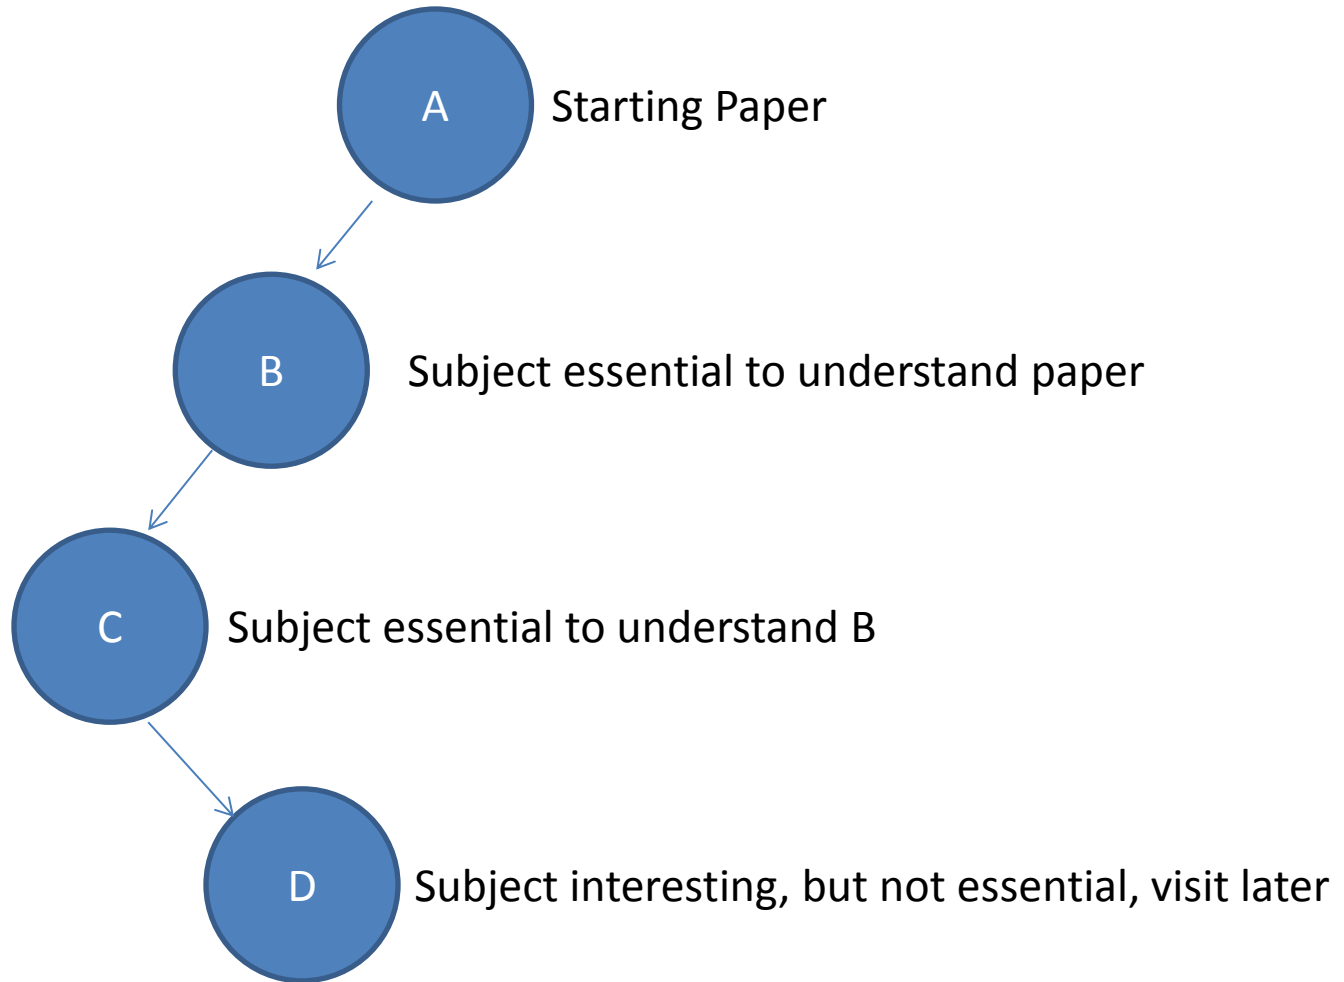 A Starting Paper
B Subject essential to understand paper
C Subject essential to understand B
D Subject interesting, but not essential, visit later